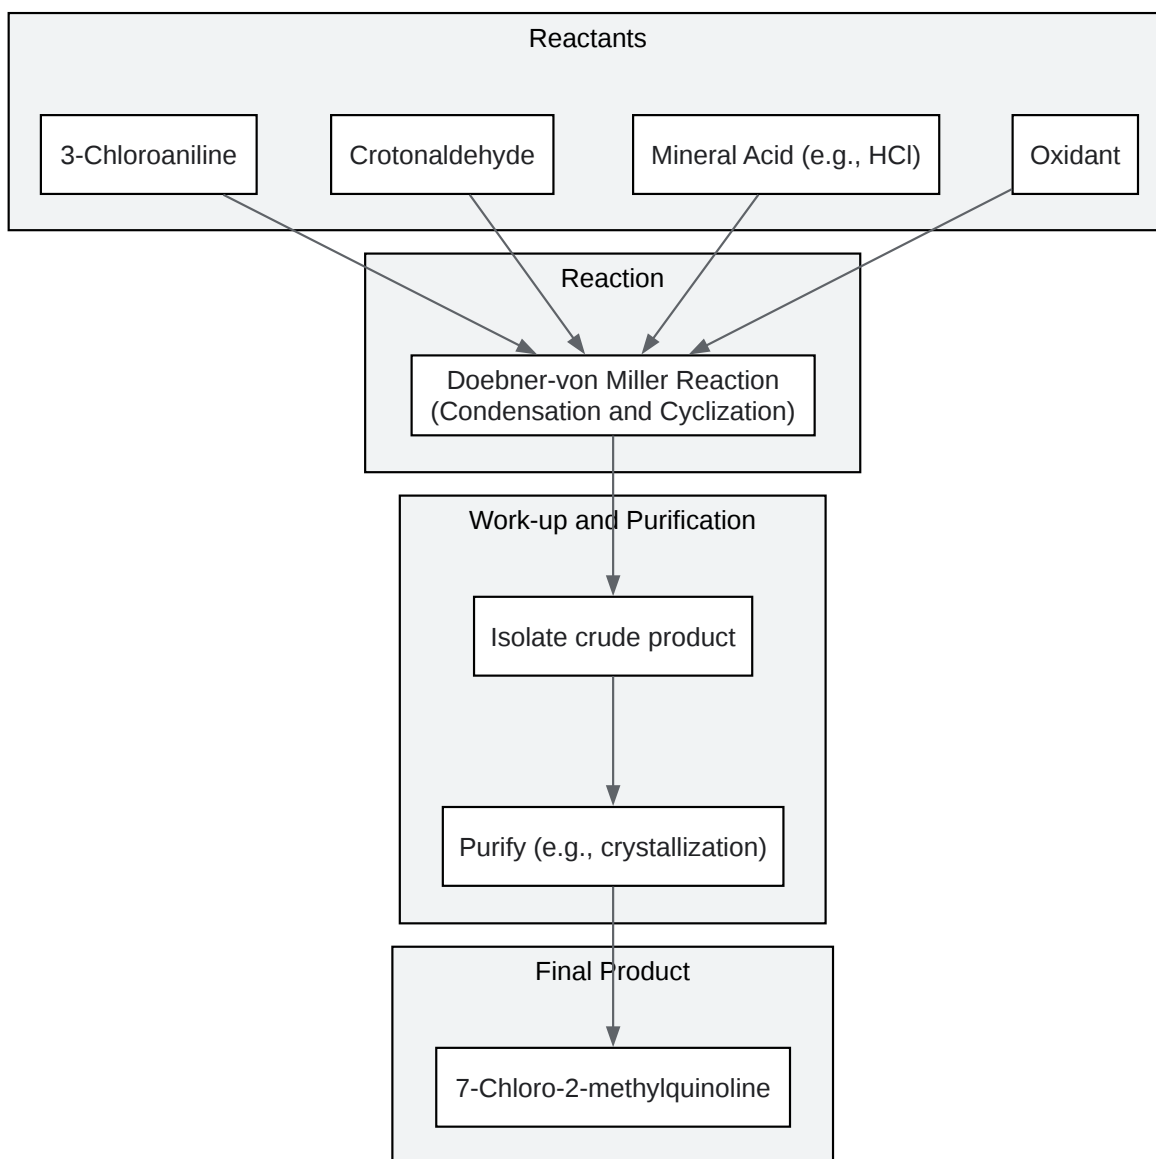 Reactants
3-Chloroaniline
Crotonaldehyde
Mineral Acid (e.g., HCl)
Oxidant
Reaction
Doebner-von Miller Reaction
(Condensation and Cyclization)
Work-up and Purification
Isolate crude product
Purify (e.g., crystallization)
Final Product
7-Chloro-2-methylquinoline